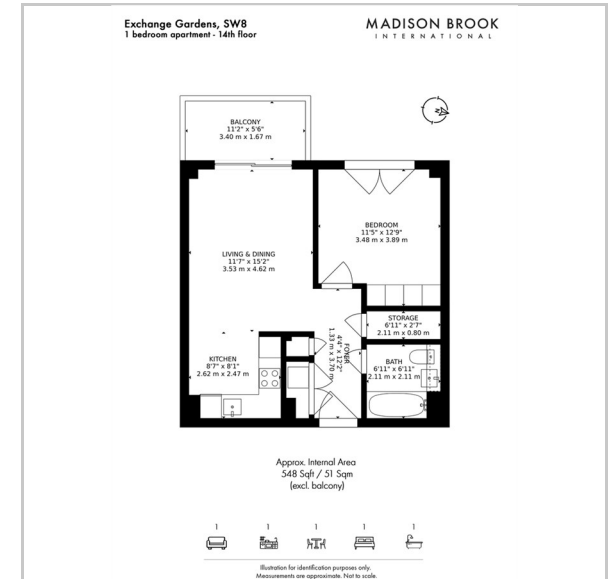 Exchange Gardens, SW8
1 bedroom apartment - 14th floor
MADISON BROOK
INTERNATIONAL
BALCONY
11'2" x 5'6"
3.40 m x 1.67 m
N
BEDROOM
11'5" x 12'9"
3.48 m x 3.89 m
LIVING & DINING
11'7" x 15'2"
3.53 m x 4.62 m
STORAGE
6'11" x 2'7"
2.11 m x 0.80 m
FOYER
4'4" x 12'2"
1.33 m x 3.70 m
KITCHEN
8'7" x 8'1"
2.62 m x 2.47 m
BATH
6'11" x 6'11"
2.11 m x 2.11 m
Approx. Internal Area
548 Sqft / 51 Sqm
(excl. balcony)
1 1 1 1 1
Illustration for identification purposes only.
Measurements are approximate. Not to scale.